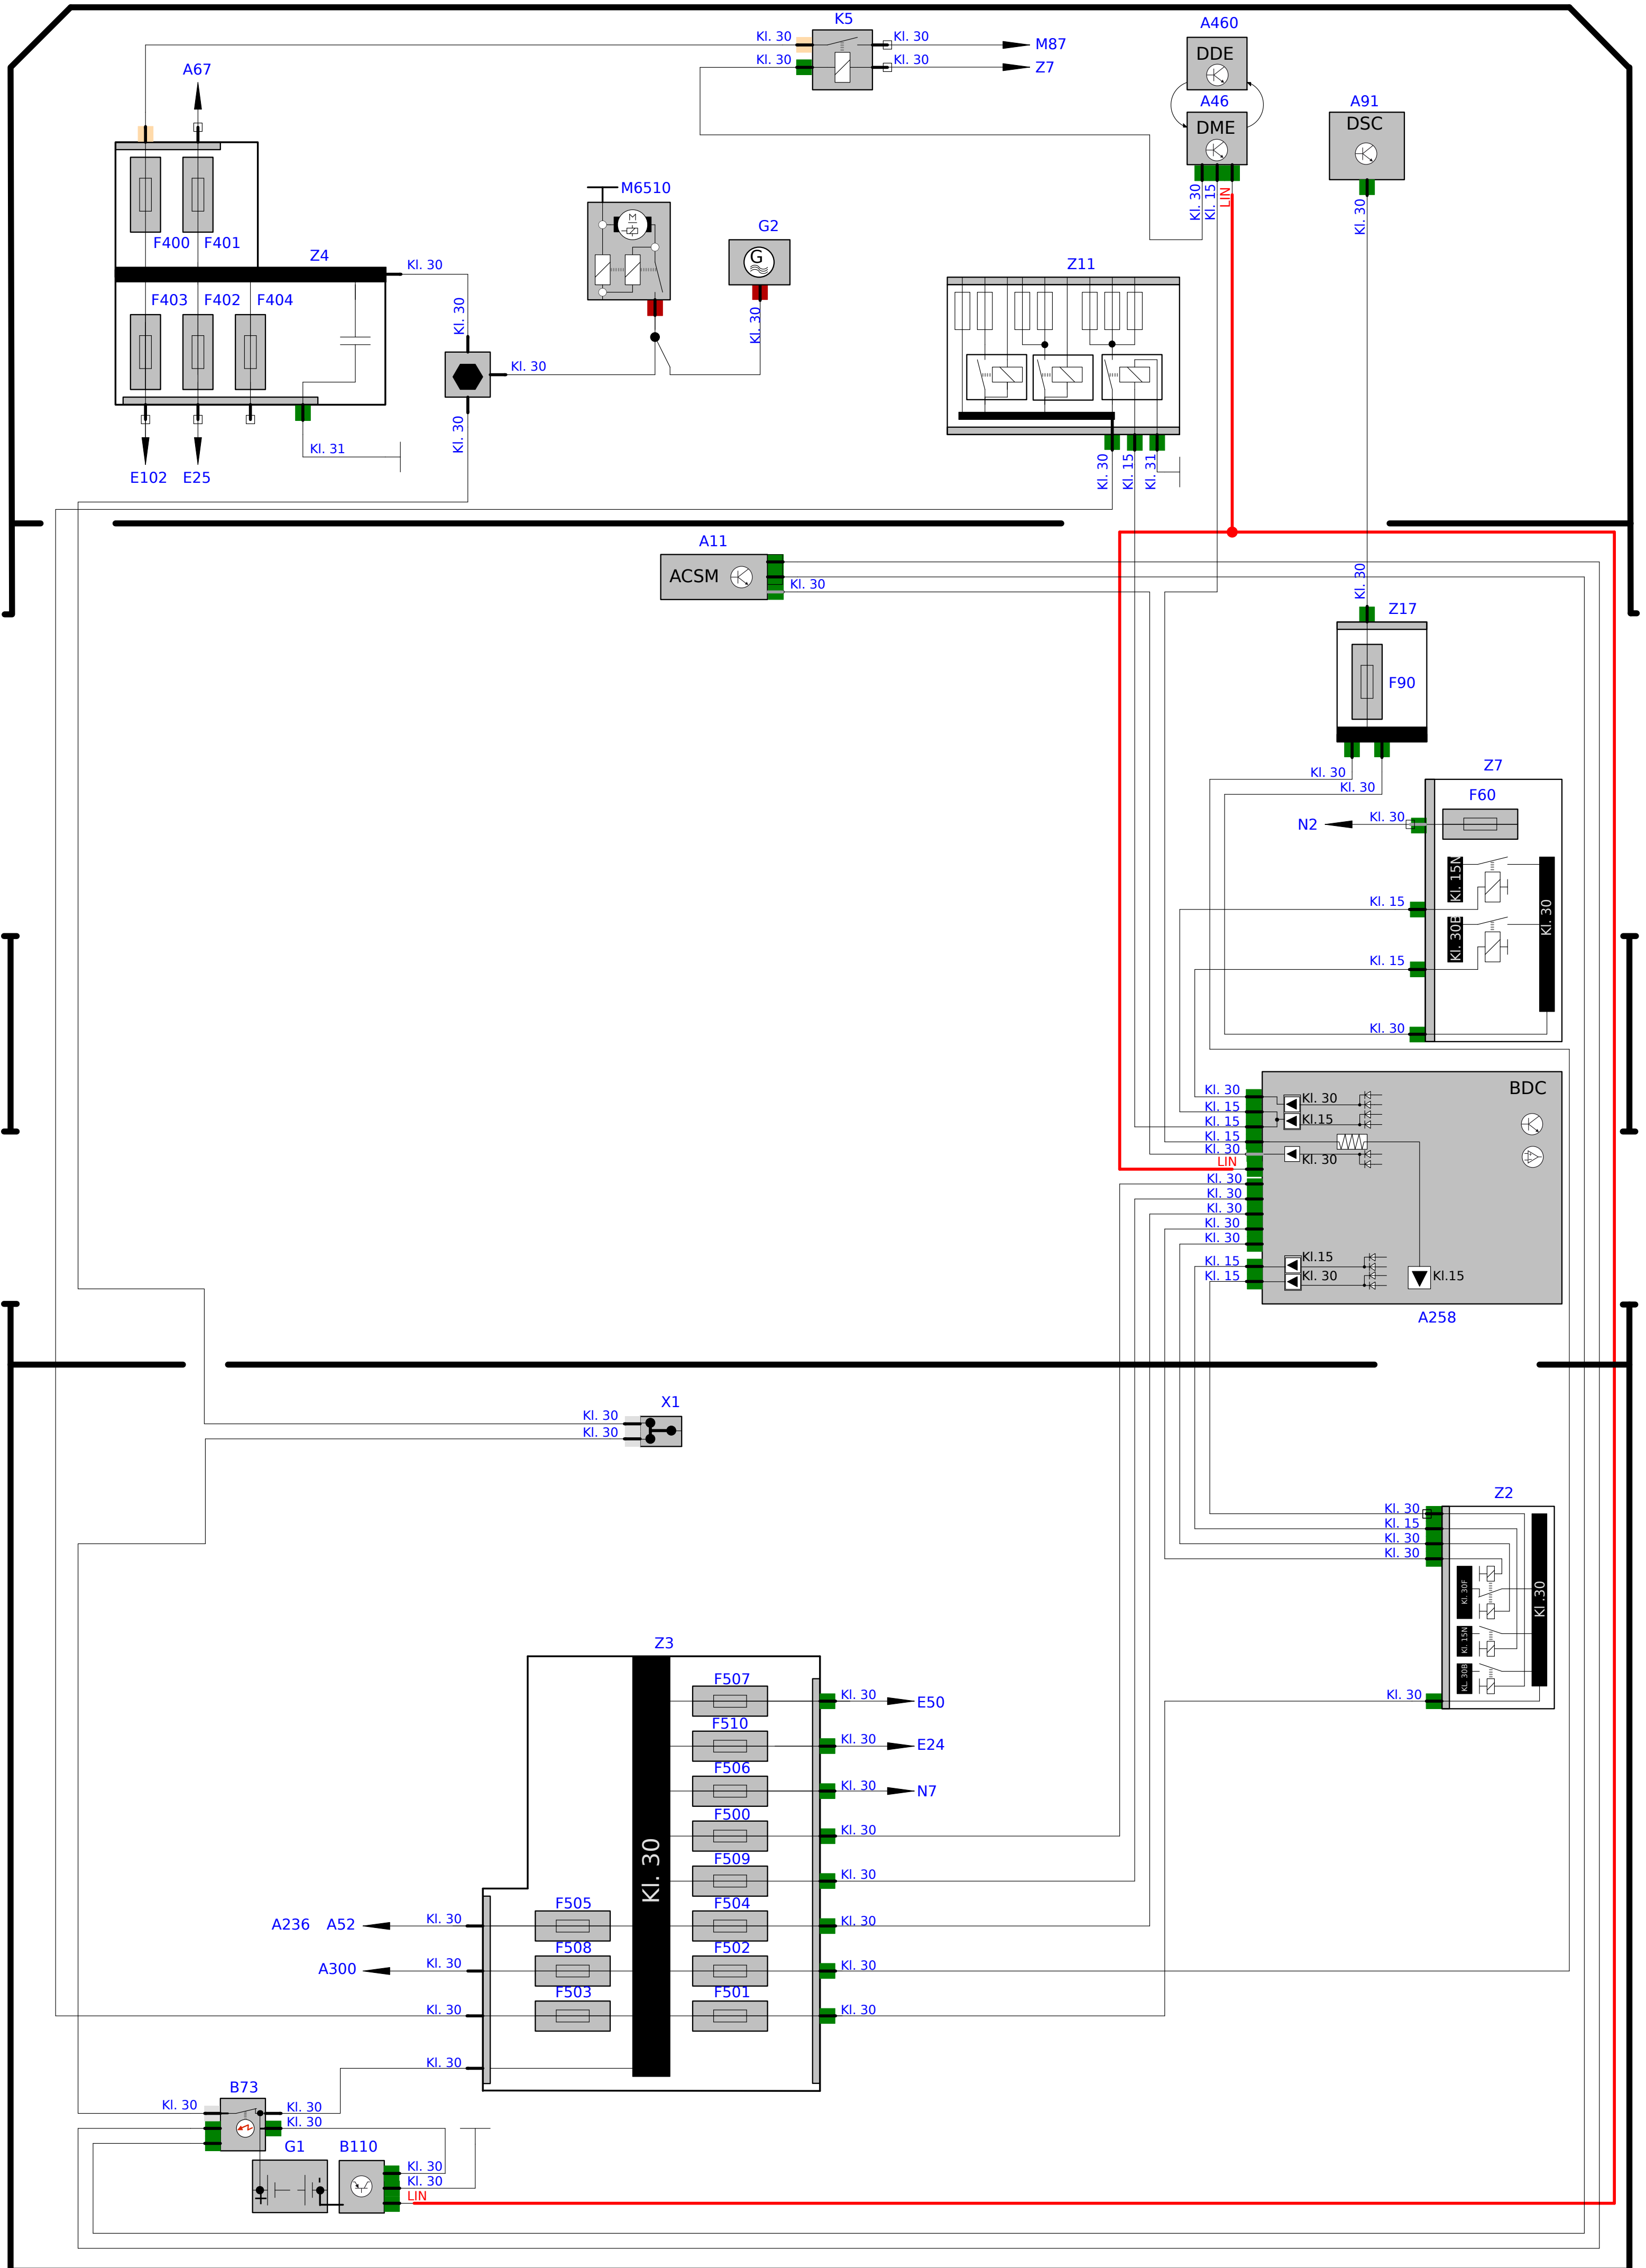 K5
A460
Kl. 30
Kl. 30
M87
Kl. 30
Kl. 30
Z7
DDE
A67
A46
A91
DME
DSC
Kl. 30
Kl. 15
LIN
Kl. 30
M6510
M
G2
G
Kl. 30
F400
F401
Z4
Kl. 30
Z11
F403
F402
F404
Kl. 30
Kl. 30
Kl. 30
Kl. 31
E102
E25
Kl. 30
Kl. 15
Kl. 31
A11
ACSM
Kl. 30
Kl. 30
Z17
F90
Kl. 30
Kl. 30
Z7
F60
N2
Kl. 30
Kl. 15N
Kl. 15
Kl. 30B
Kl. 30
Kl. 15
Kl. 30
BDC
Kl. 30
Kl. 30
Kl. 15
Kl.15
Kl. 15
Kl. 15
Kl. 30
Kl. 30
LIN
Kl. 30
Kl. 30
Kl. 30
Kl. 30
Kl. 30
Kl. 15
Kl.15
Kl. 15
Kl. 30
Kl.15
A258
X1
Kl. 30
Kl. 30
Z2
Kl. 30
Kl. 15
Kl. 30
Kl. 30
Kl. 30F
Kl. 15N
KL. 30B
Kl .30
Kl. 30
Z3
F507
Kl. 30
E50
F510
Kl. 30
E24
F506
Kl. 30
N7
F500
Kl. 30
Kl. 30
F509
Kl. 30
A236
A52
Kl. 30
F505
F504
Kl. 30
A300
Kl. 30
F508
F502
Kl. 30
Kl. 30
F503
F501
Kl. 30
Kl. 30
B73
Kl. 30
Kl. 30
Kl. 30
G1
B110
+
-
Kl. 30
Kl. 30
LIN